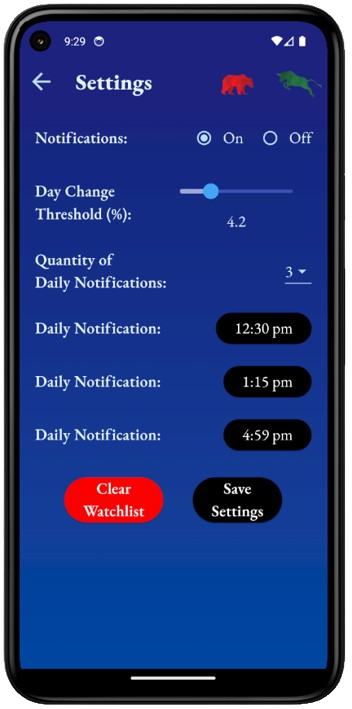 9:29
Settings
Notifications: On Off
Day Change
Threshold (%):
4.2
Quantity of
Daily Notifications:
3
Daily Notification: 12:30 pm
Daily Notification: 1:15 pm
Daily Notification: 4:59 pm
Clear
Watchlist
Save
Settings